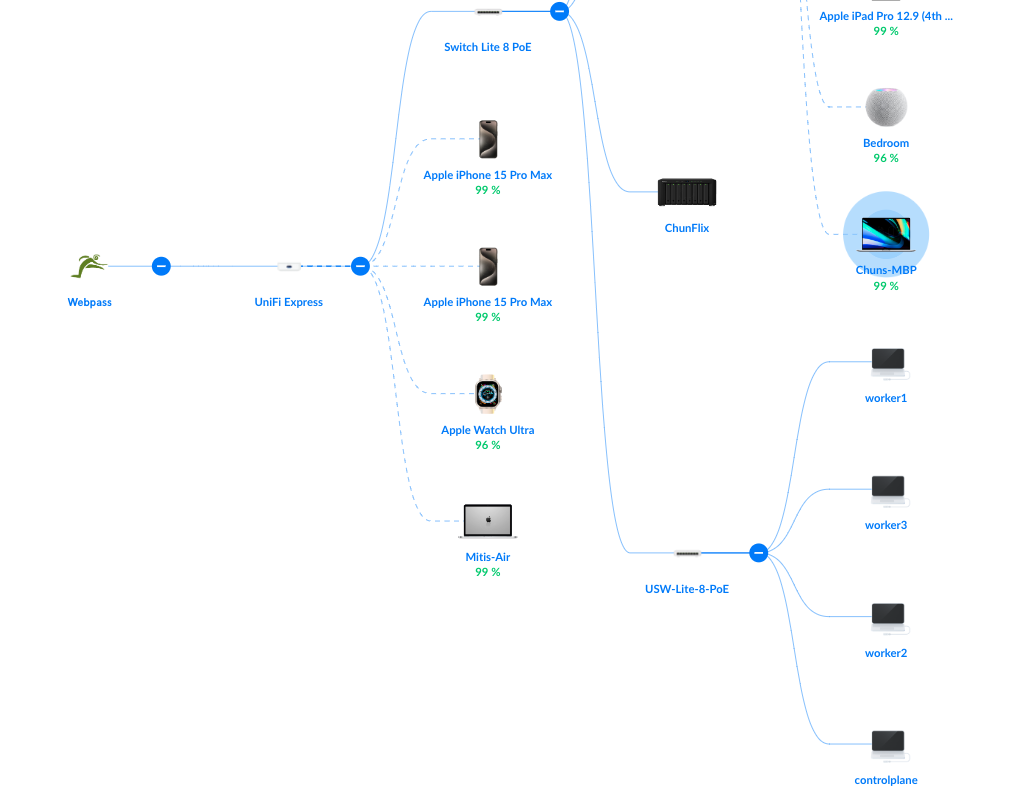 Apple iPad Pro 12.9 (4th ...
99 %
Switch Lite 8 PoE
Bedroom
96 %
Apple iPhone 15 Pro Max
99 %
ChunFlix
Chuns-MBP
99 %
Webpass
UniFi Express
Apple iPhone 15 Pro Max
99 %
worker1
Apple Watch Ultra
96 %
worker3
Mitis-Air
99 %
USW-Lite-8-PoE
worker2
controlplane